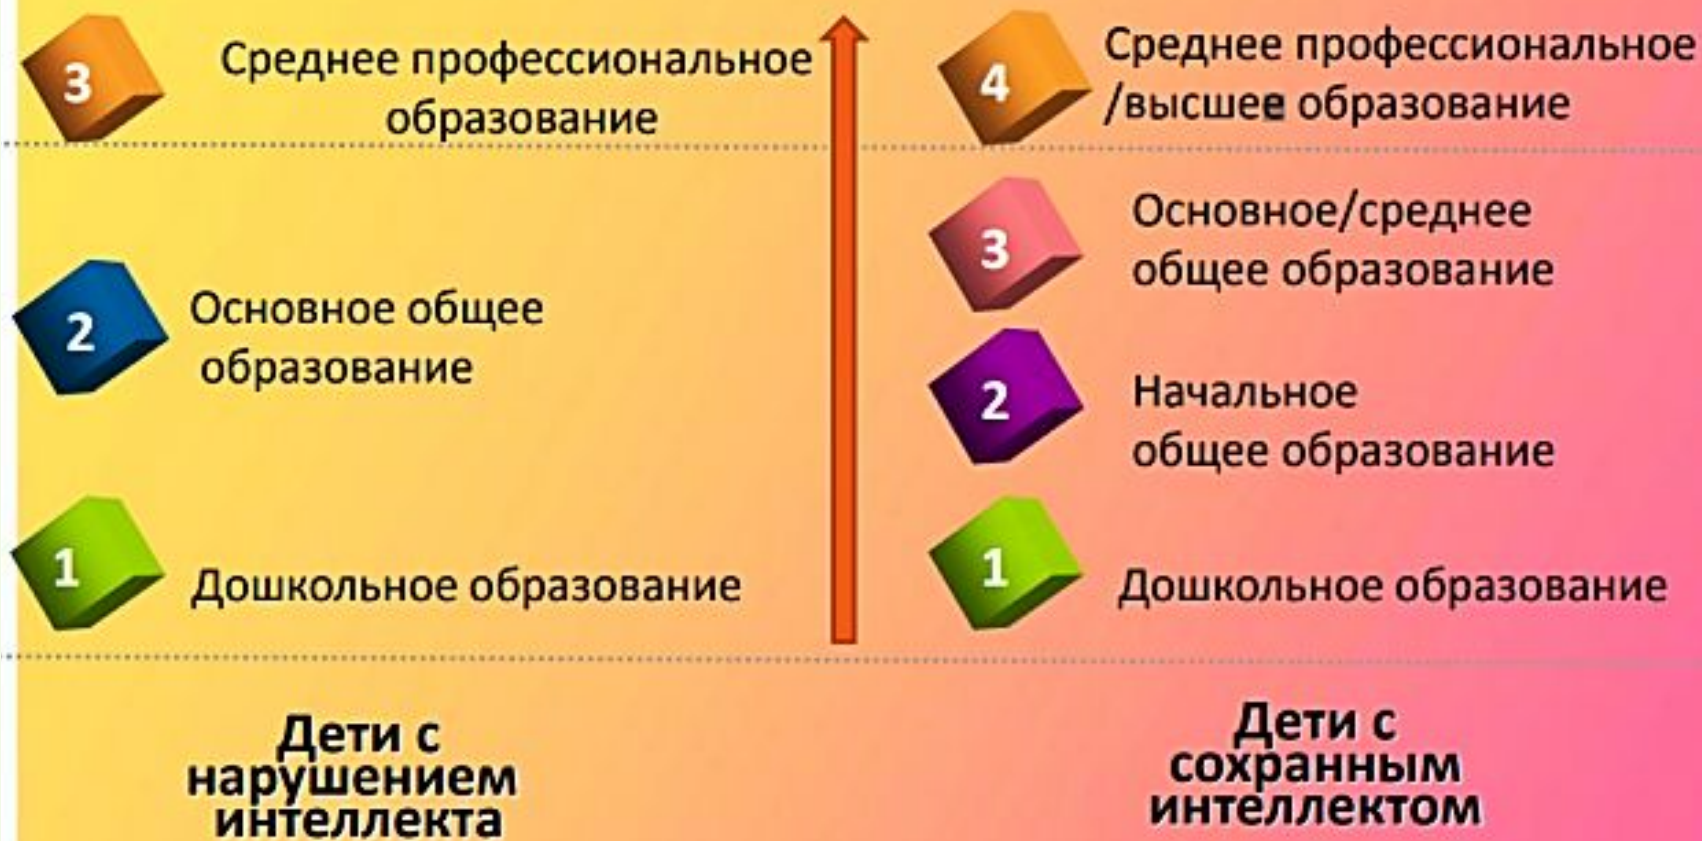 3
Среднее профессиональное
образование
2
Основное общее
образование
1
Дошкольное образование
Дети с
нарушением
интеллекта
4
Среднее профессиональное
/высшее образование
3
Основное/среднее
общее образование
2
Начальное
общее образование
1
Дошкольное образование
Дети с
сохранным
интеллектом